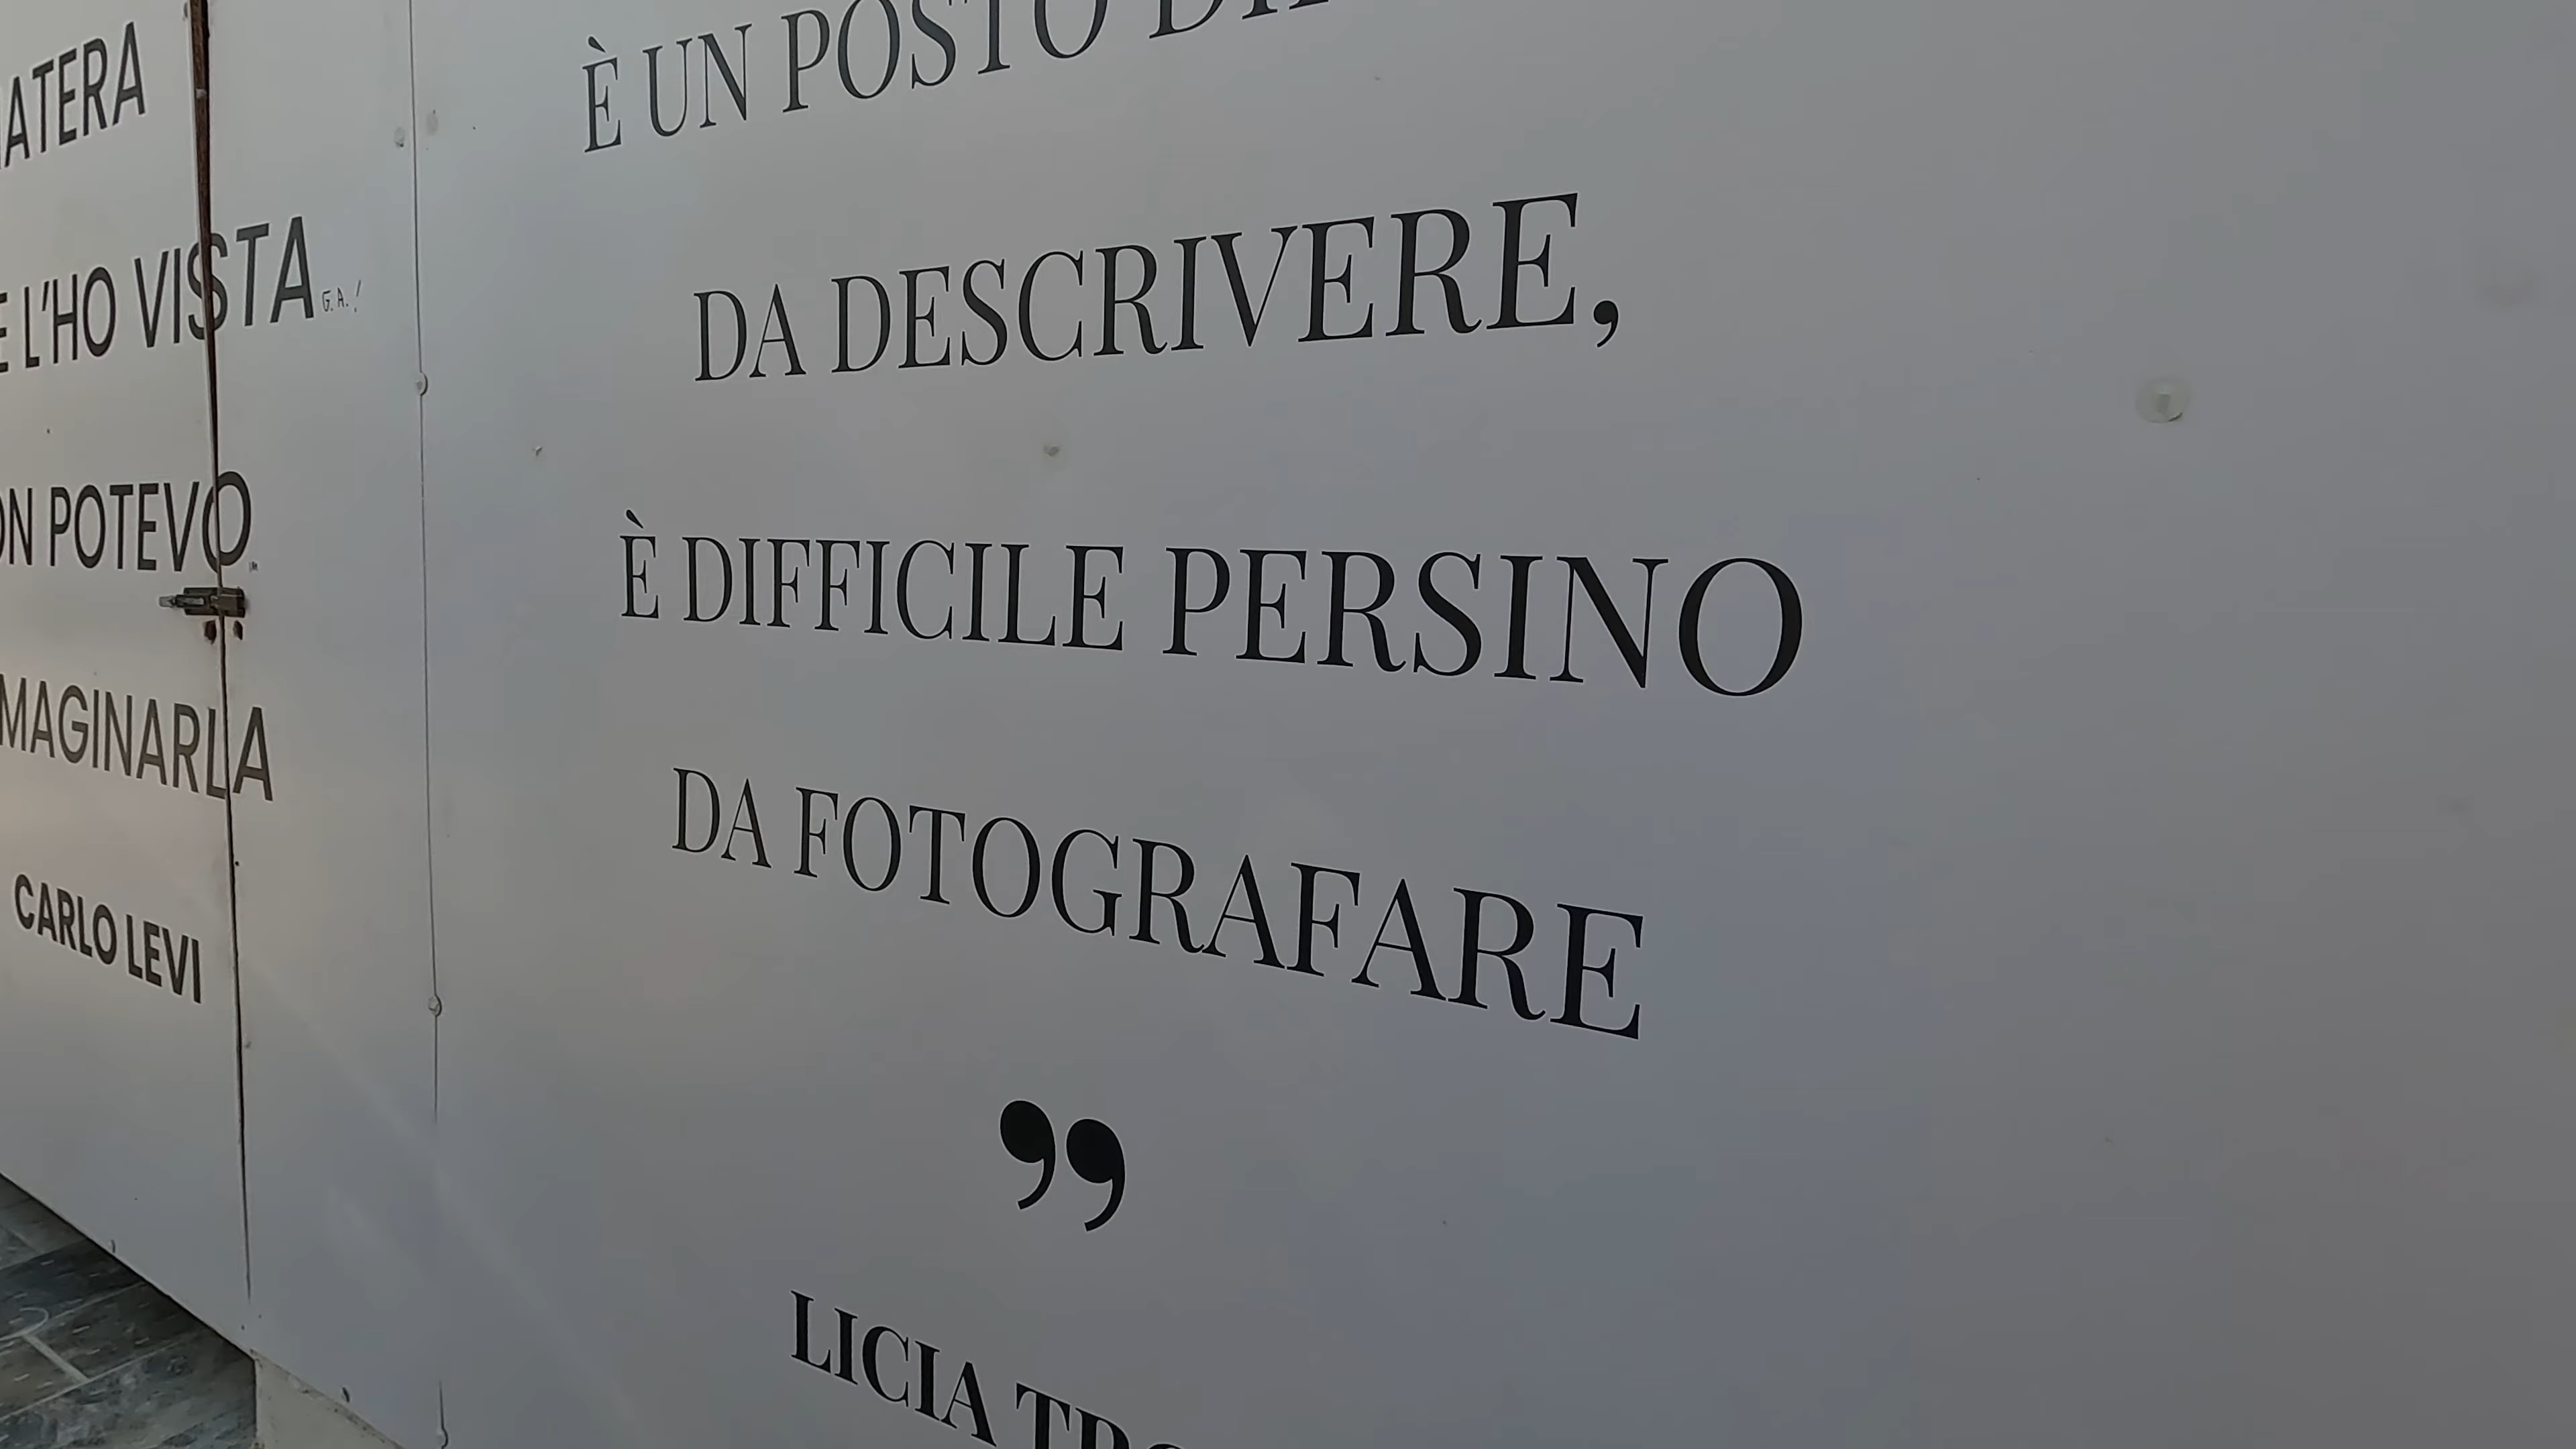 ATERA
E L'HO VISTA
G.A.!
ON POTEVO
MAGINARLA
CARLO LEVI
È UN POSTO
DA DESCRIVERE,
È DIFFICILE PERSINO
DA FOTOGRAFARE
”
LICIA